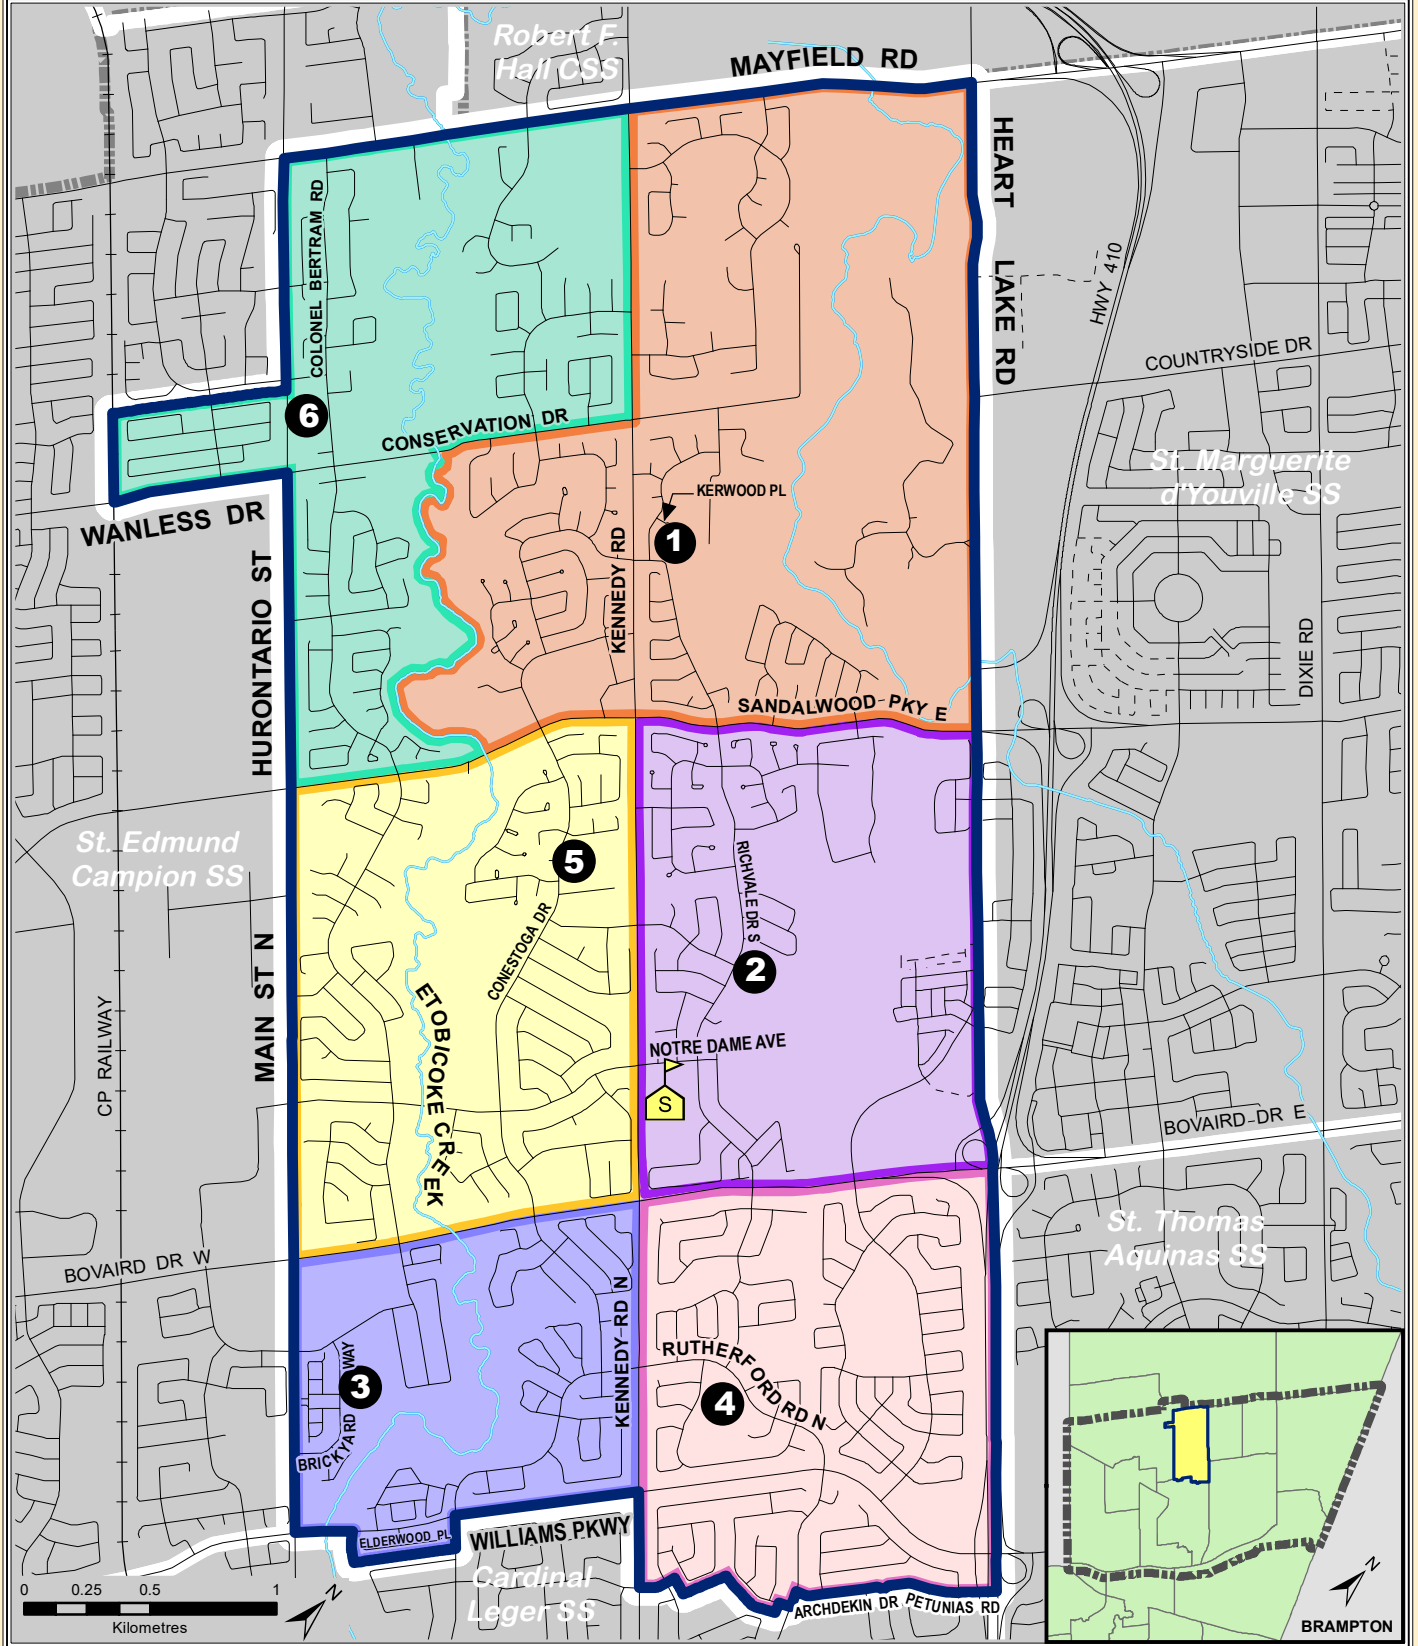 Robert F.
Hall CSS
MAYFIELD RD
HEART LAKE RD
COLONEL BERTRAM RD
HWY 410
COUNTRYSIDE DR
6
CONSERVATION DR
St. Marguerite
d'Youville SS
KERWOOD PL
WANLESS DR
1
KENNEDY RD
HURONTARIO ST
DIXIE RD
SANDALWOOD PKY E
St. Edmund
Campion SS
5
RICHVALE DR S
CONESTOGA DR
2
MAIN ST N
ETOBICOKE CREEK
CP RAILWAY
NOTRE DAME AVE
S
BOVAIRD DR E
St. Thomas
Aquinas SS
BOVAIRD DR W
KENNEDY RD N
RUTHERFORD RD N
BRICKYARD WAY
3
4
ELDERWOOD PL
WILLIAMS PKWY
Cardinal
Leger SS
ARCHDEKIN DR
PETUNIAS RD
0 0.25 0.5 1
Kilometres
N
N
BRAMPTON